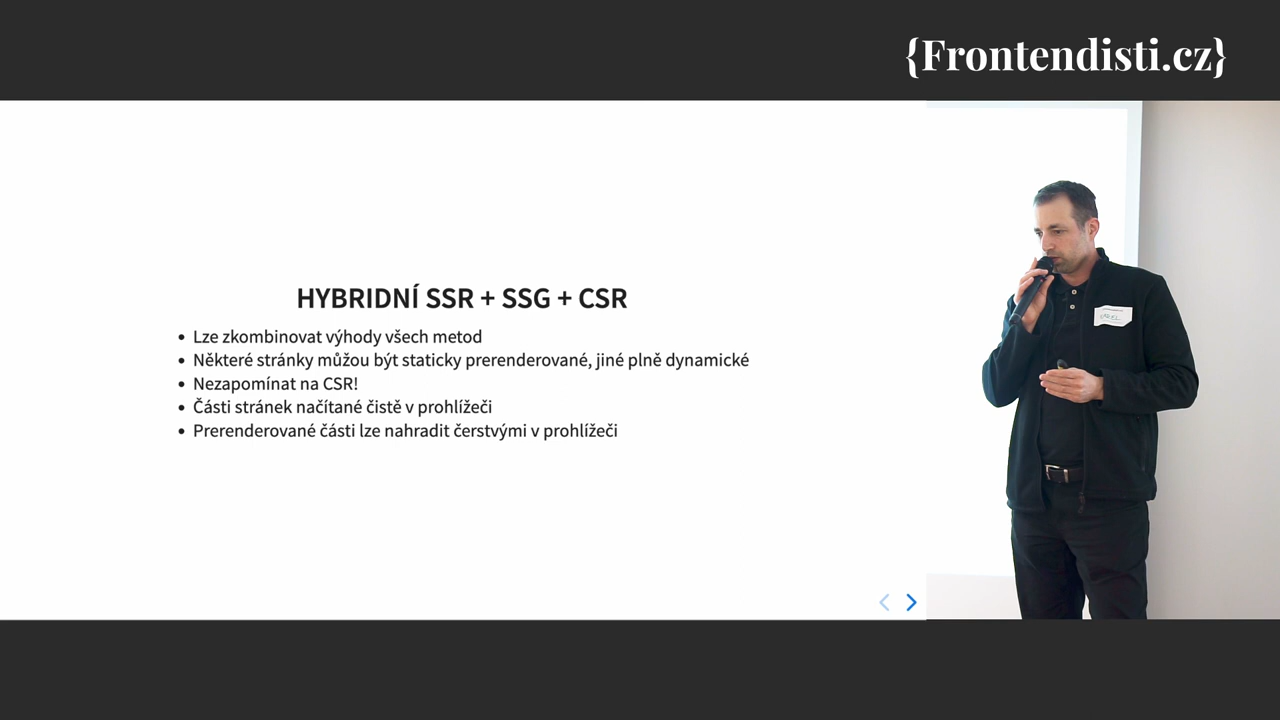 {Frontendisti.cz}
HYBRIDNÍ SSR + SSG + CSR
Lze zkombinovat výhody všech metod
Některé stránky můžou být staticky prerenderované, jiné plně dynamické
Nezapomínat na CSR!
Části stránek načítané čistě v prohlížeči
Prerenderované části lze nahradit čerstvými v prohlížeči